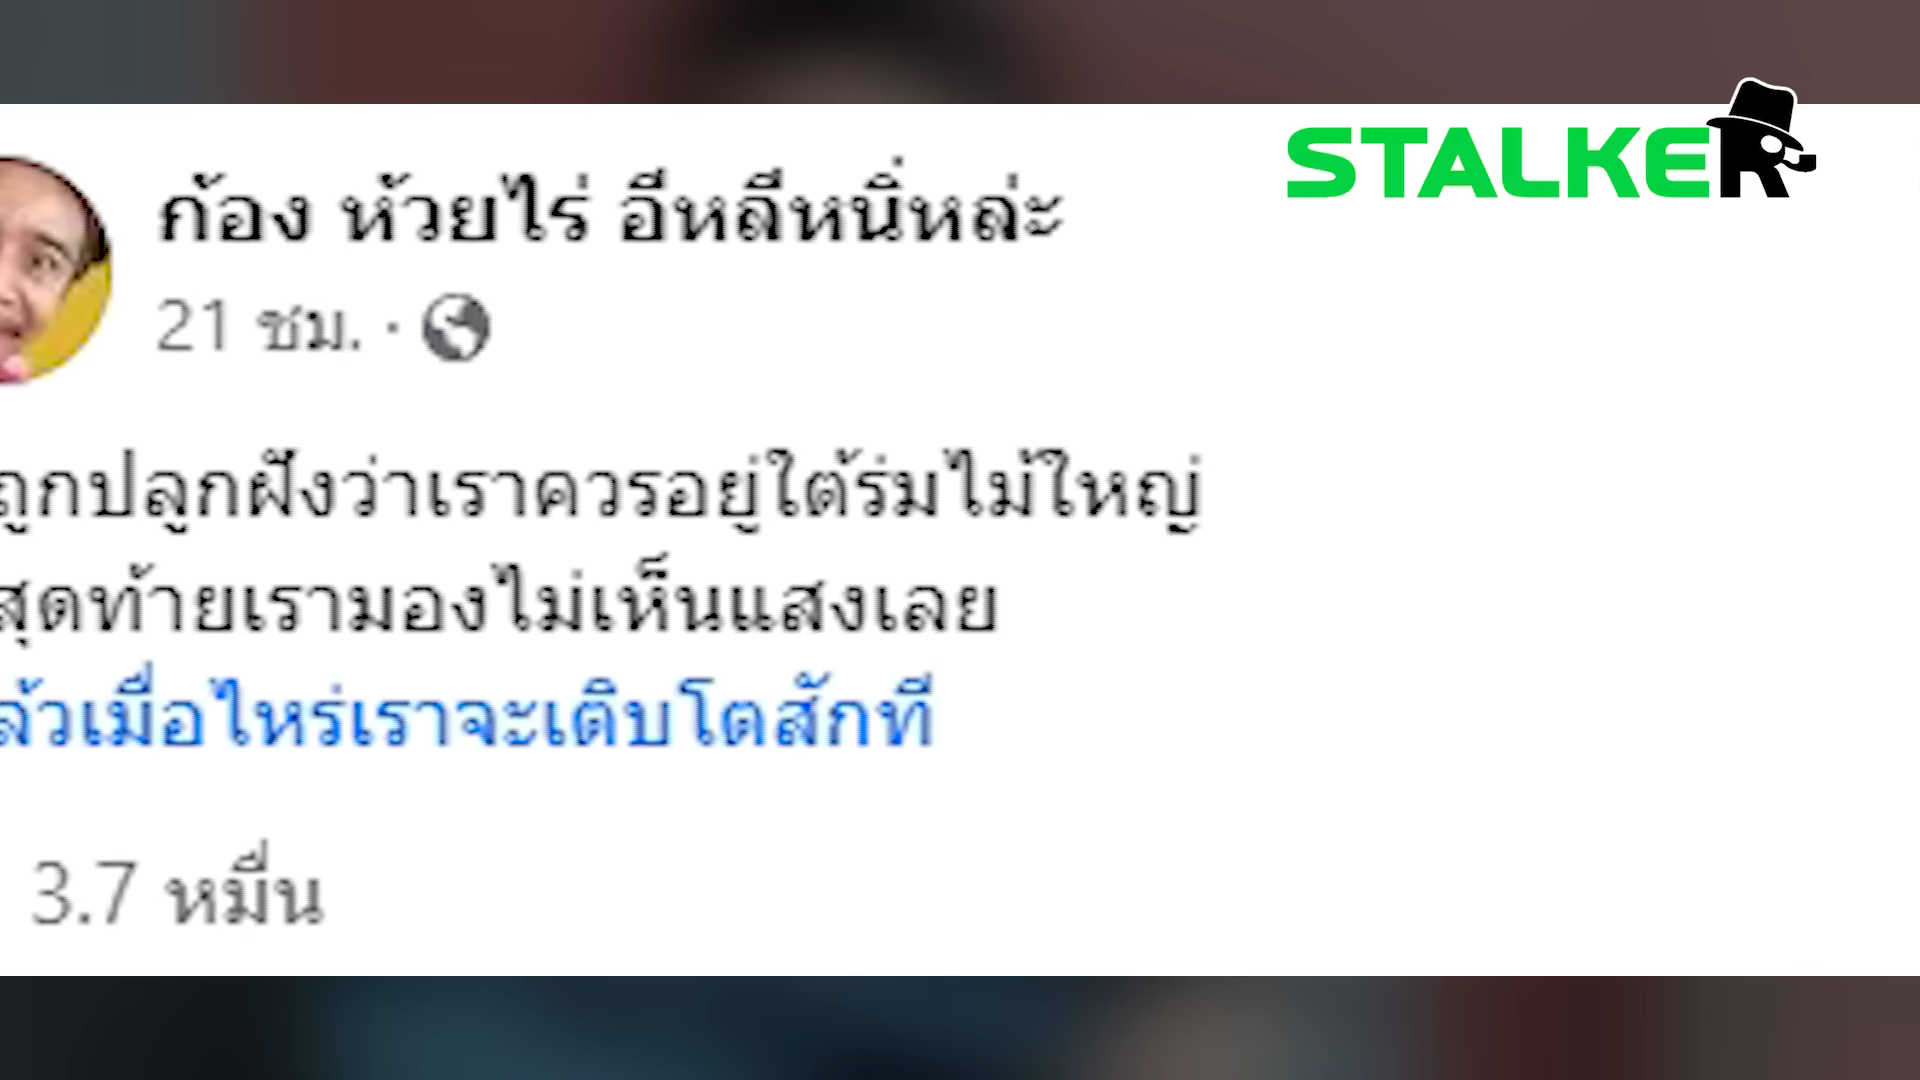 STALKER
ก้อง ห้วยไร่ อีหลีหนิ่หล่ะ
21 ชม. ·
ถูกปลูกฝังว่าเราควรอยู่ใต้ร่มไม้ใหญ่
สุดท้ายเรามองไม่เห็นแสงเลย
ล้วเมื่อไหร่เราจะเติบโตสักที
3.7 หมื่น